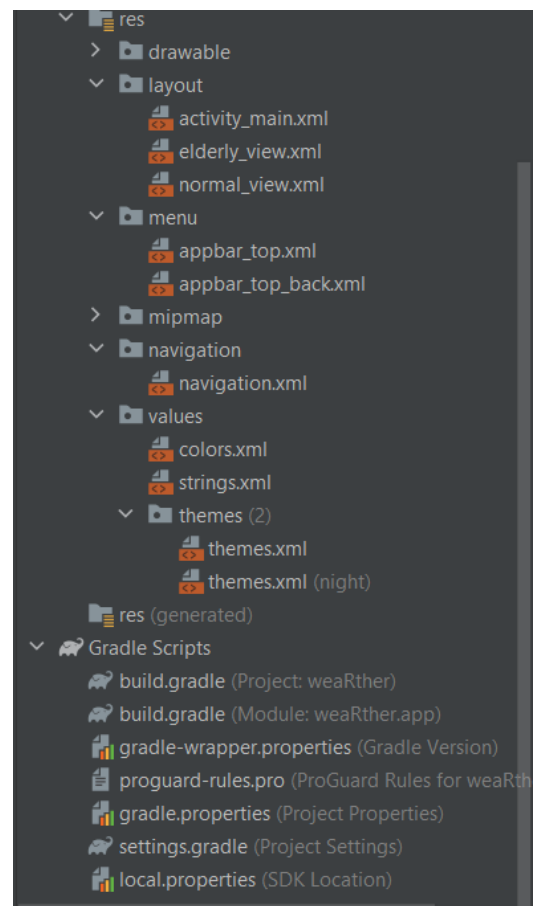 res
drawable
layout
activity_main.xml
elderly_view.xml
normal_view.xml
menu
appbar_top.xml
appbar_top_back.xml
mipmap
navigation
navigation.xml
values
colors.xml
strings.xml
themes (2)
themes.xml
themes.xml (night)
res (generated)
Gradle Scripts
build.gradle (Project: weaRther)
build.gradle (Module: weaRther.app)
gradle-wrapper.properties (Gradle Version)
proguard-rules.pro (ProGuard Rules for weaRth
gradle.properties (Project Properties)
settings.gradle (Project Settings)
local.properties (SDK Location)